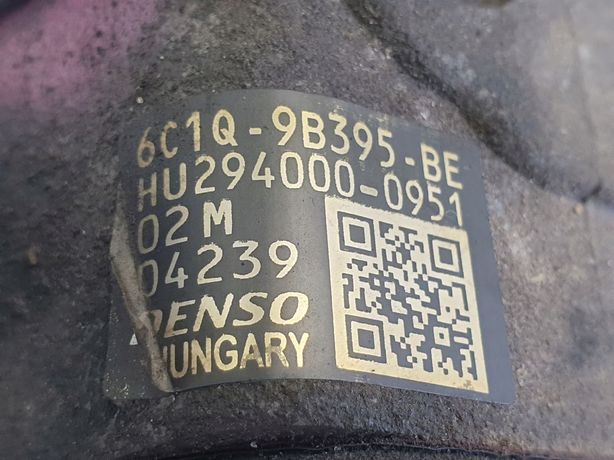 6C1Q-9B395-BE
HU294000-0951
02M
04239
DENSO
HUNGARY